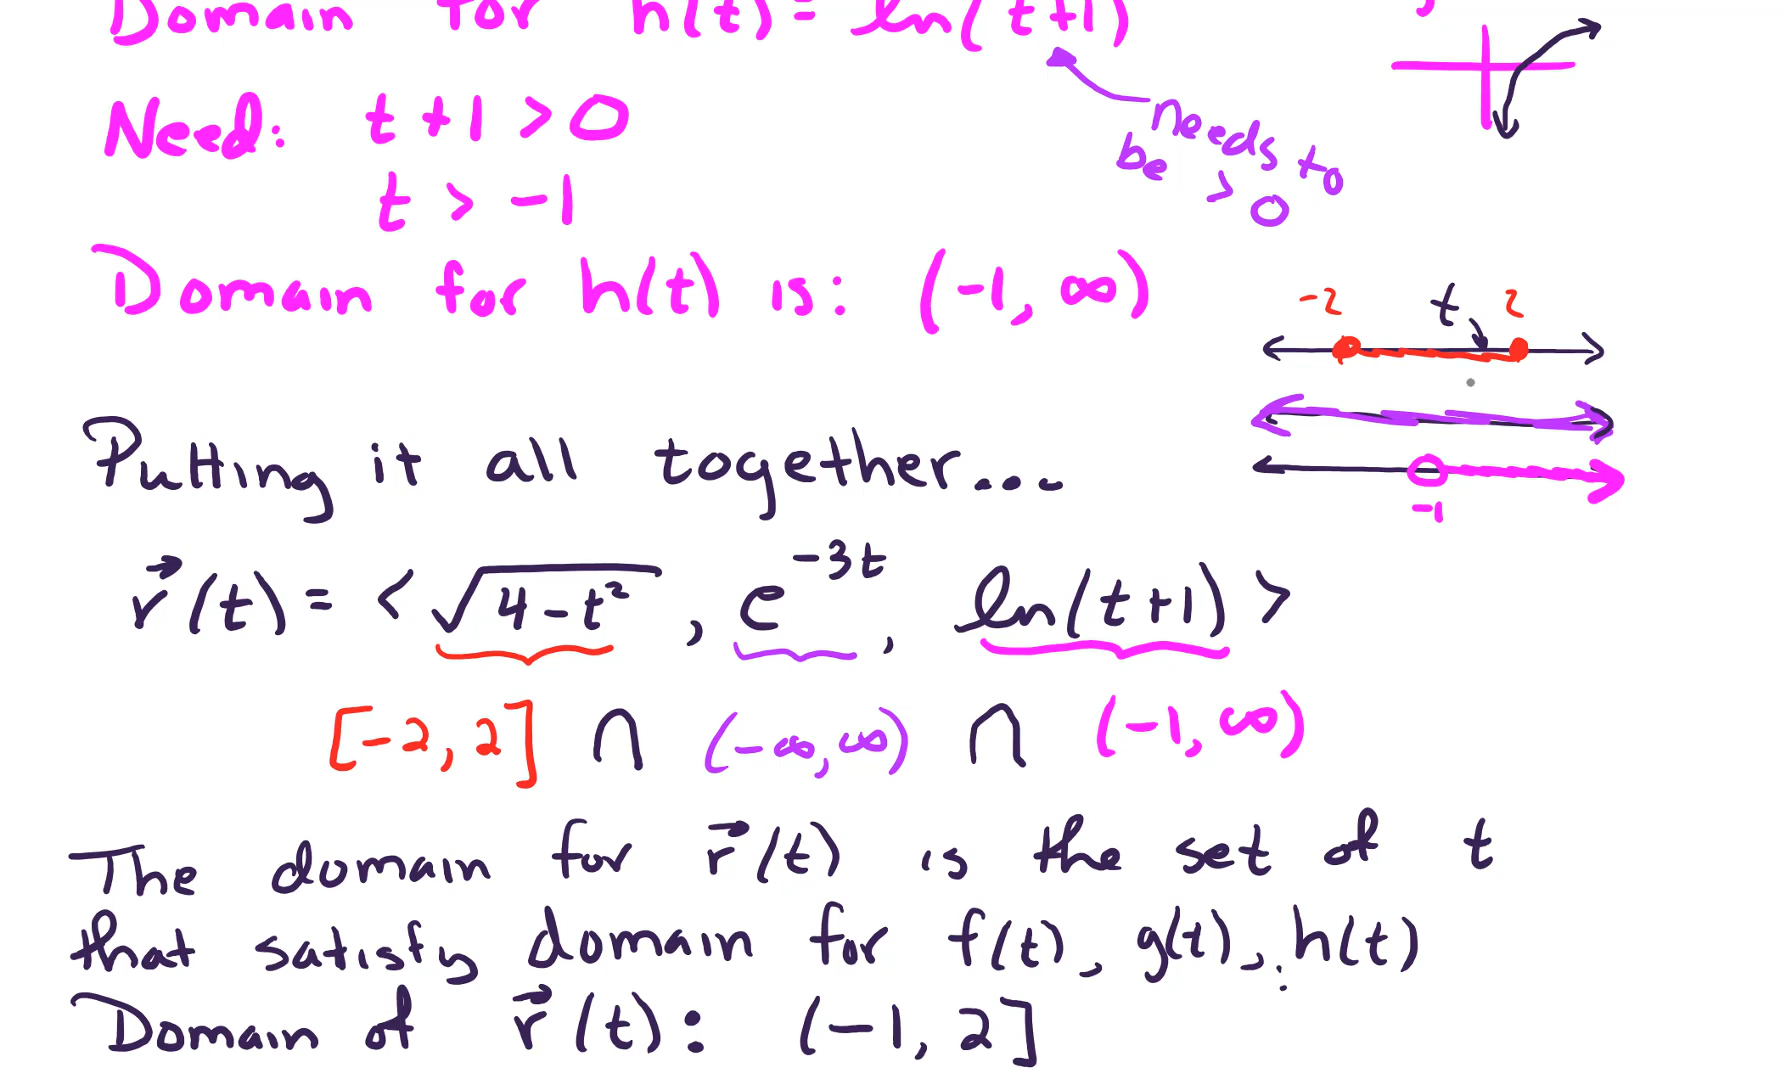 Domain for h(t) = ln(t+1)
Need: t+1 > 0
needs to
be > 0
t > -1
Domain for h(t) is: (-1, ∞)
-2 t 2
-1
Putting it all together...
r⃗(t) = < √(4-t²), e^(-3t), ln(t+1) >
[-2, 2] ∩ (-∞, ∞) ∩ (-1, ∞)
The domain for r⃗(t) is the set of t
that satisfy domain for f(t), g(t), h(t)
Domain of r⃗(t): (-1, 2]